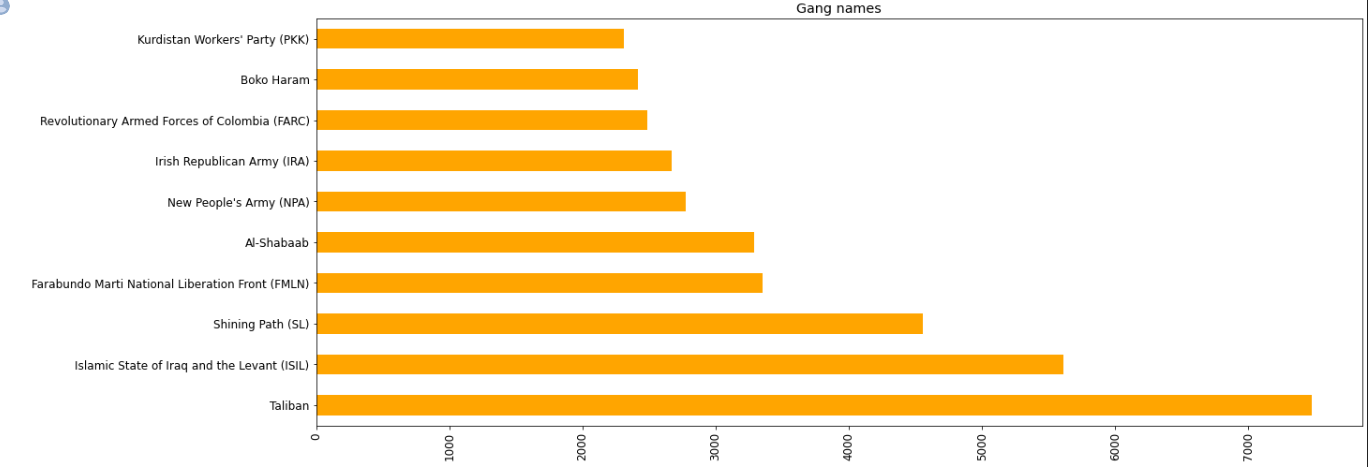 Gang names
Kurdistan Workers' Party (PKK)
Boko Haram
Revolutionary Armed Forces of Colombia (FARC)
Irish Republican Army (IRA)
New People's Army (NPA)
Al-Shabaab
Farabundo Marti National Liberation Front (FMLN)
Shining Path (SL)
Islamic State of Iraq and the Levant (ISIL)
Taliban
0 1000 2000 3000 4000 5000 6000 7000